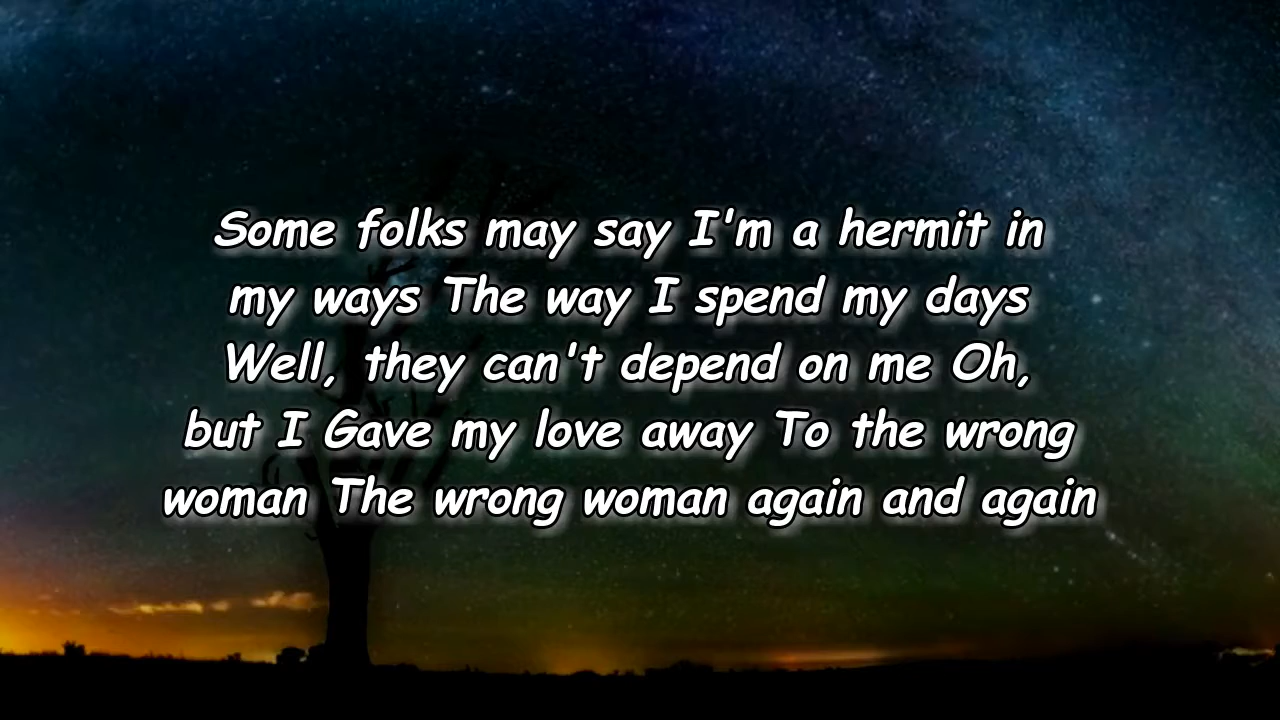 Some folks may say I'm a hermit in
my ways The way I spend my days
Well, they can't depend on me Oh,
but I Gave my love away To the wrong
woman The wrong woman again and again